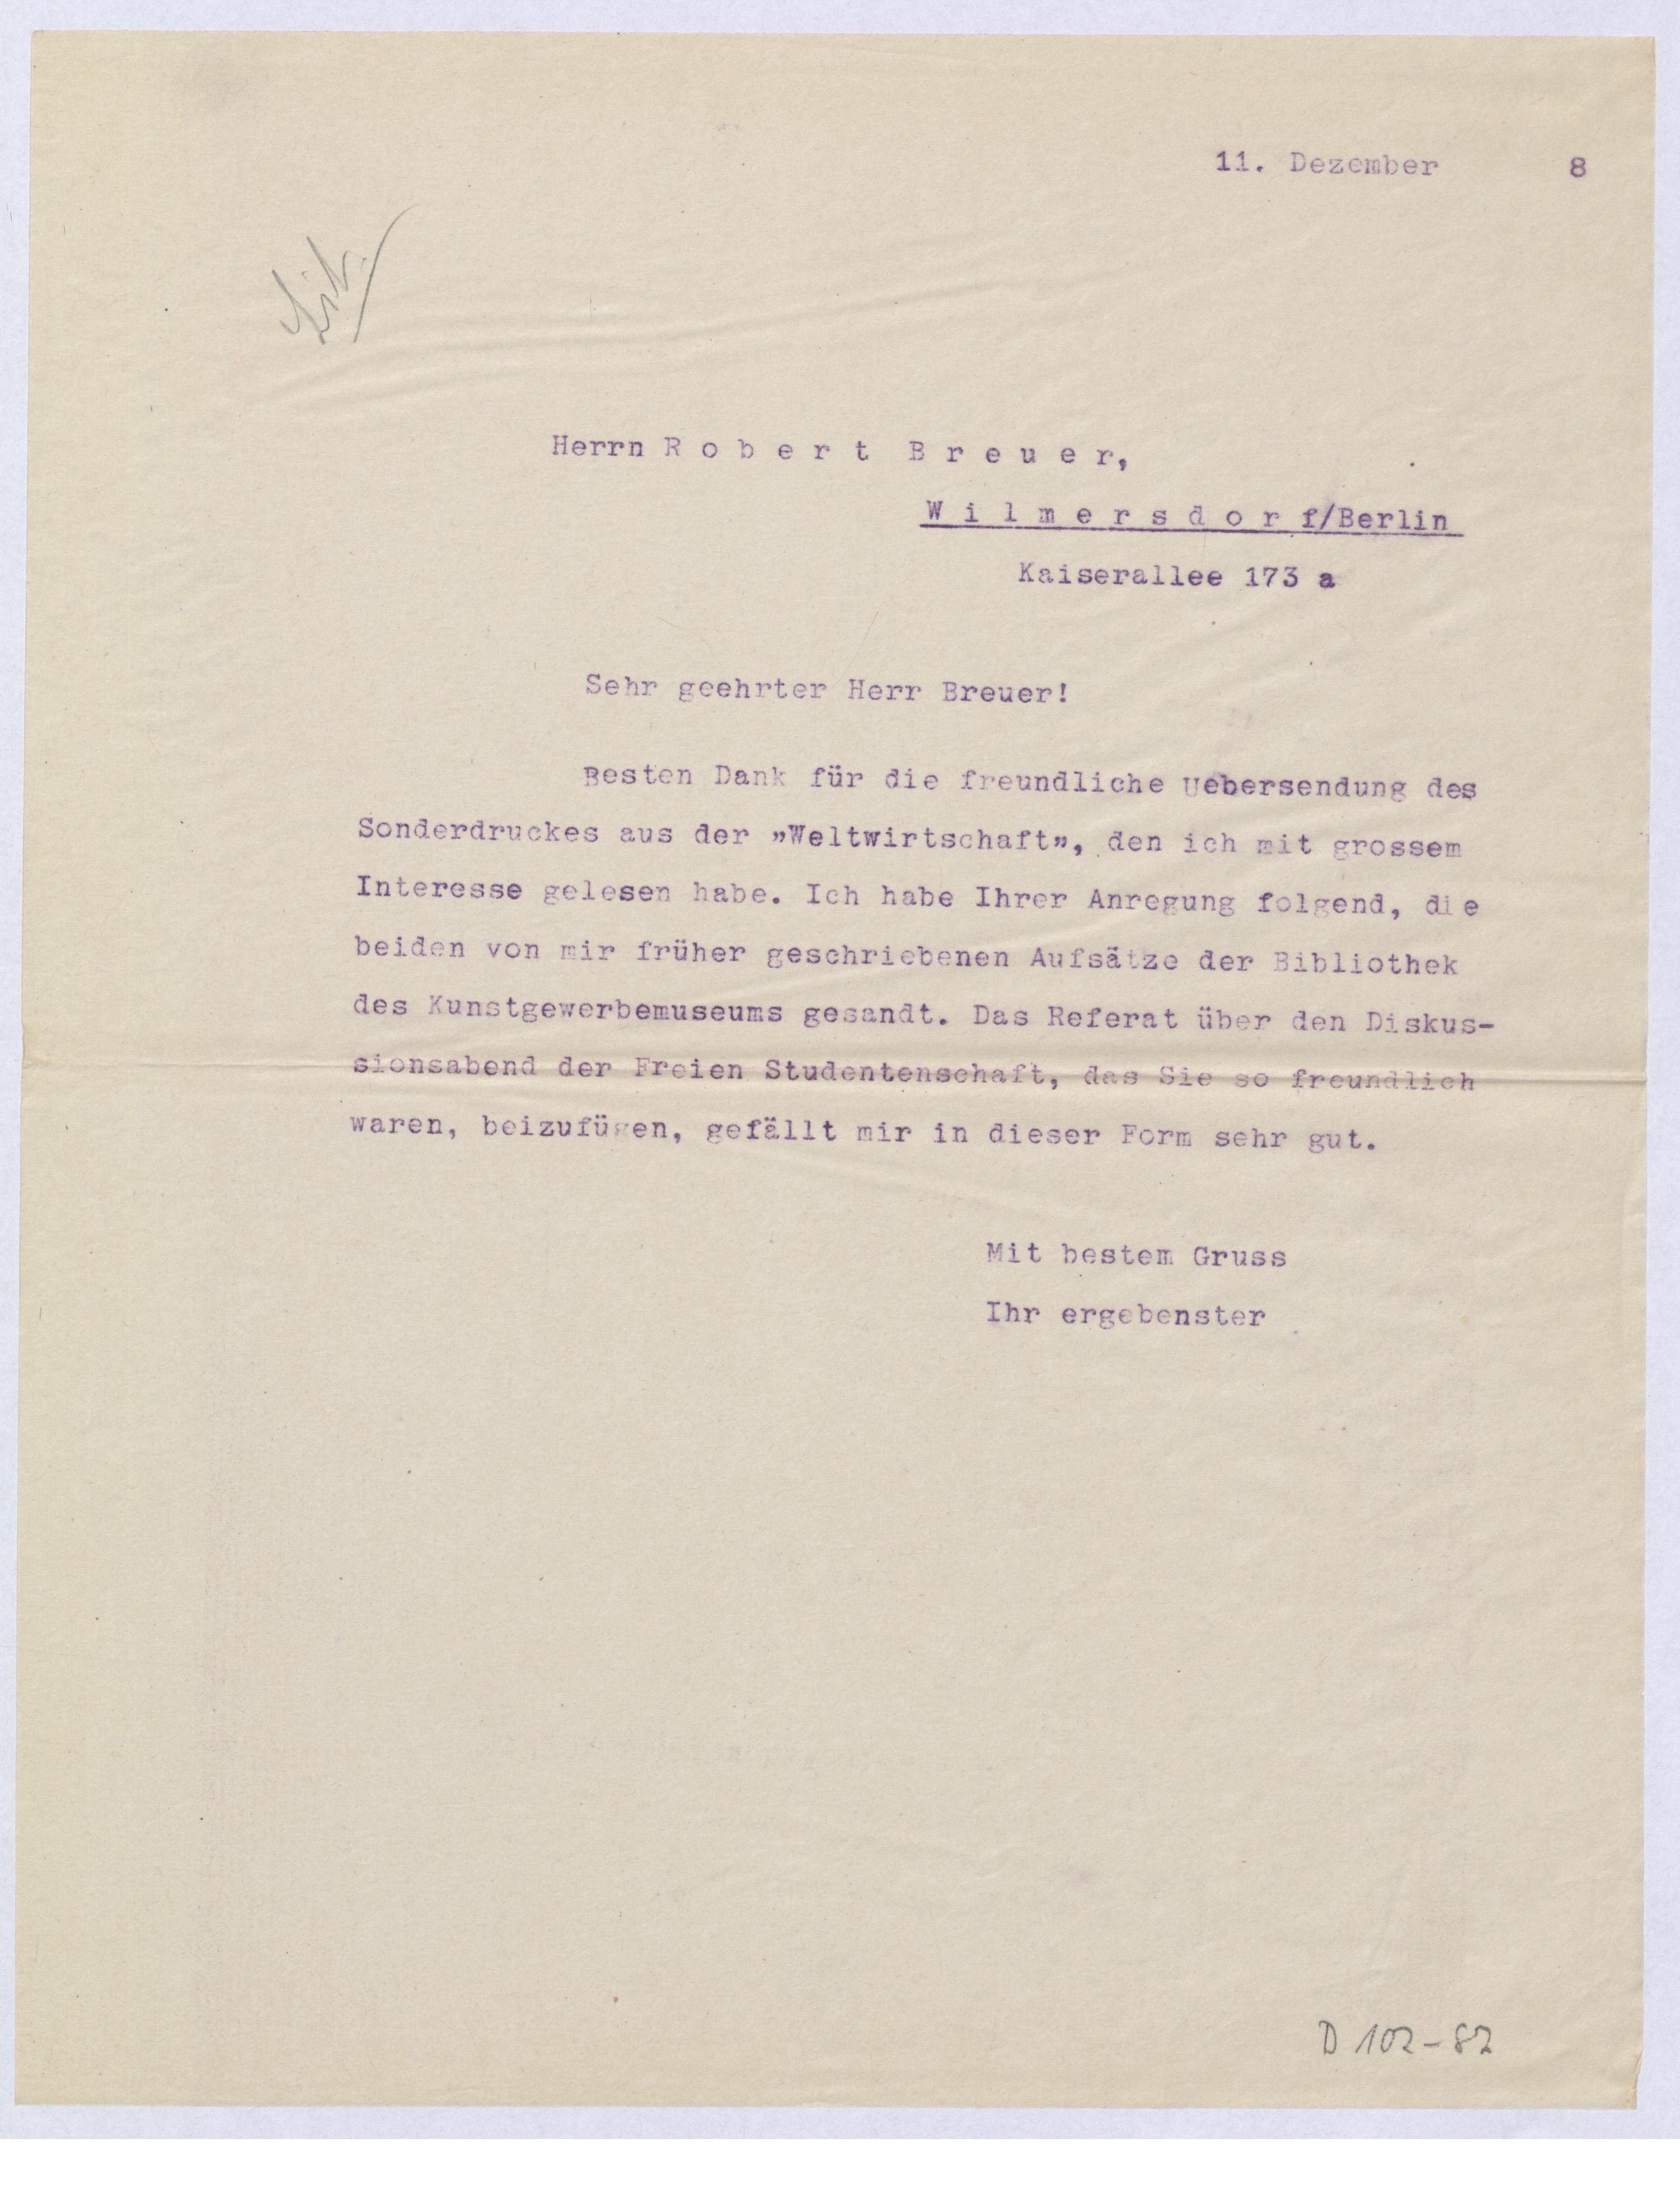 11. Dezember 8
Lit.
Herrn R o b e r t B r e u e r,
W i l m e r s d o r f/Berlin
Kaiserallee 173 a
Sehr geehrter Herr Breuer!
Besten Dank für die freundliche Uebersendung des
Sonderdruckes aus der „Weltwirtschaft”, den ich mit grossem
Interesse gelesen habe. Ich habe Ihrer Anregung folgend, die
beiden von mir früher geschriebenen Aufsätze der Bibliothek
des Kunstgewerbemuseums gesandt. Das Referat über den Diskus-
sionsabend der Freien Studentenschaft, das Sie so freundlich
waren, beizufügen, gefällt mir in dieser Form sehr gut.
Mit bestem Gruss
Ihr ergebenster
D 102-82